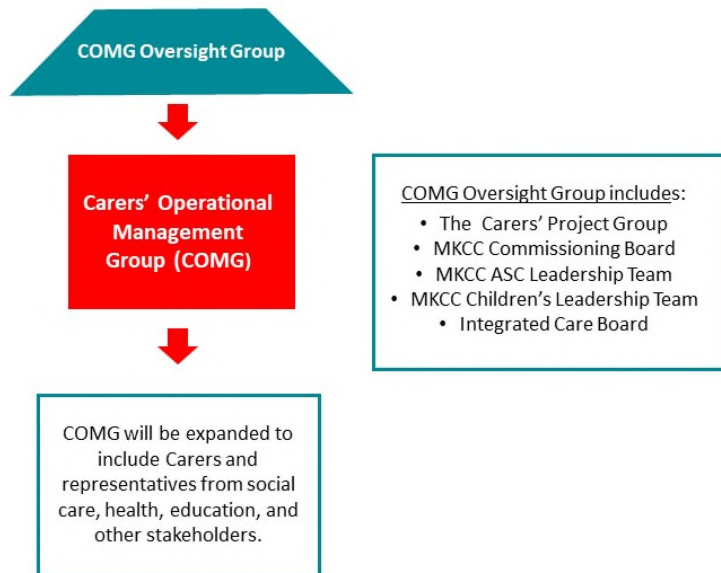 COMG Oversight Group
Carers’ Operational
Management
Group (COMG)
COMG will be expanded to
include Carers and
representatives from social
care, health, education, and
other stakeholders.
COMG Oversight Group includes:
• The Carers’ Project Group
• MKCC Commissioning Board
• MKCC ASC Leadership Team
• MKCC Children’s Leadership Team
• Integrated Care Board